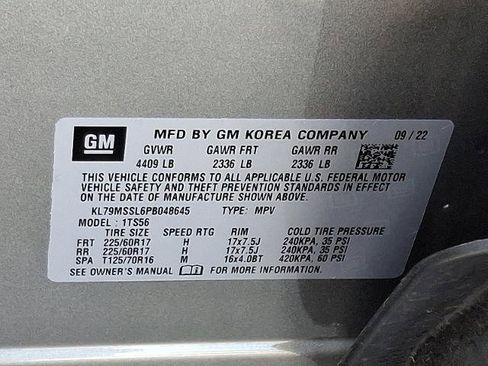 GM MFD BY GM KOREA COMPANY 09/22
GVWR GAWR FRT GAWR RR
4409 LB 2336 LB 2336 LB
THIS VEHICLE CONFORMS TO ALL APPLICABLE U.S. FEDERAL MOTOR
VEHICLE SAFETY AND THEFT PREVENTION STANDARDS IN EFFECT ON
THE DATE OF MANUFACTURE SHOWN ABOVE.
KL79MSSL6PB048645 TYPE: MPV
MODEL: 1TS56
TIRE SIZE SPEED RTG RIM COLD TIRE PRESSURE
FRT 225/60R17 H 17x7.5J 240KPA, 35 PSI
RR 225/60R17 H 17x7.5J 240KPA, 35 PSI
SPA T125/70R16 M 16x4.0BT 420KPA, 60 PSI
SEE OWNER'S MANUAL FOR MORE INFORMATION.